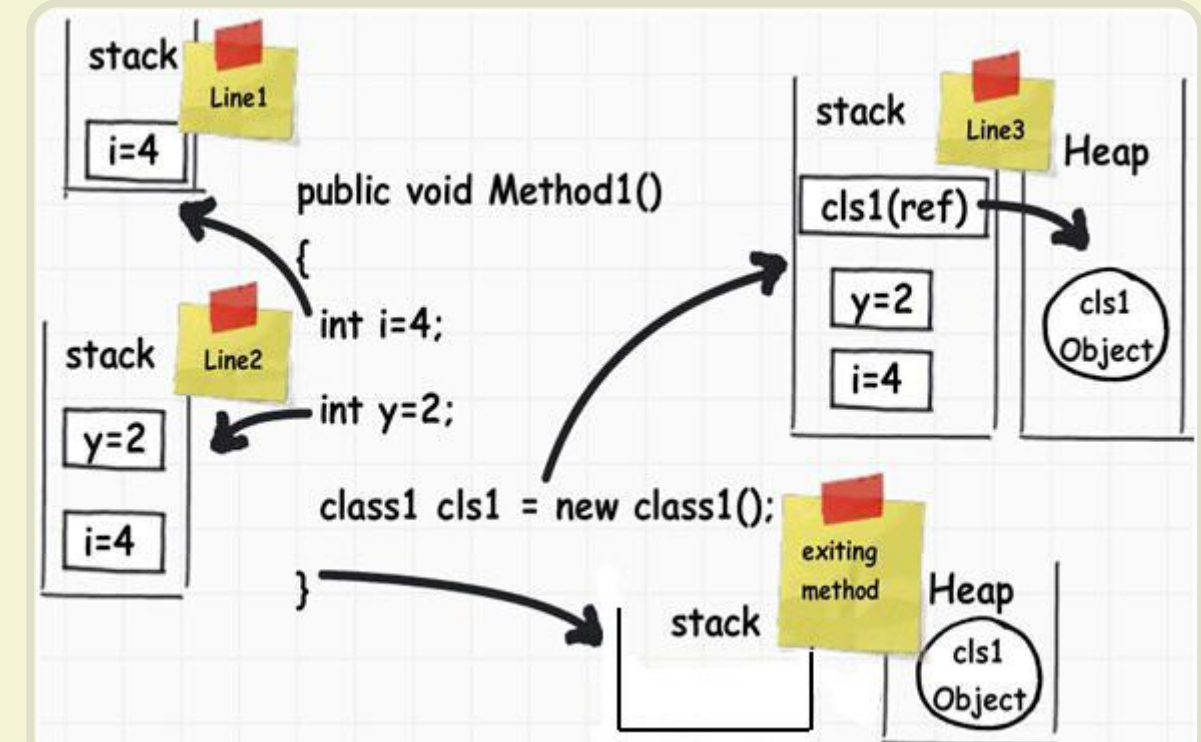 stack
Line1
i=4
public void Method1()
{
int i=4;
stack
Line2
int y=2;
y=2
i=4
class1 cls1 = new class1();
}
stack
Line3
Heap
cls1(ref)
y=2
i=4
cls1
Object
exiting
method
stack
Heap
cls1
Object